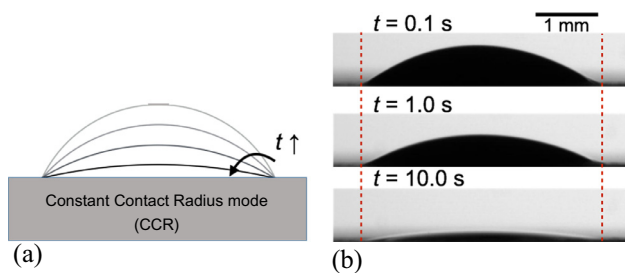 t ↑
Constant Contact Radius mode
(CCR)
(a)
t = 0.1 s
1 mm
t = 1.0 s
t = 10.0 s
(b)